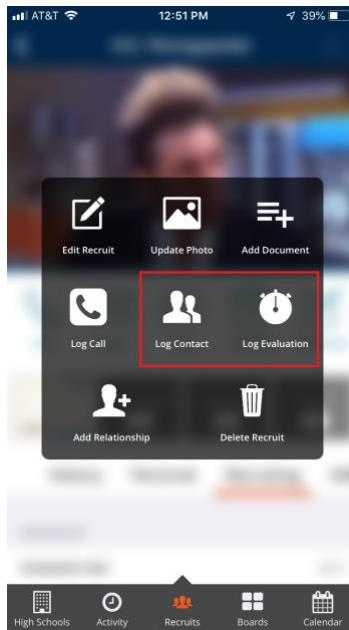 AT&T 12:51 PM 39%
Edit Recruit Update Photo Add Document
Log Call Log Contact Log Evaluation
Add Relationship Delete Recruit
High Schools Activity Recruits Boards Calendar